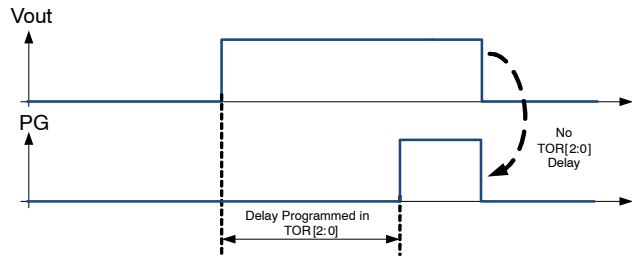 Vout
PG
No
TOR[2:0]
Delay
Delay Programmed in
TOR[2:0]